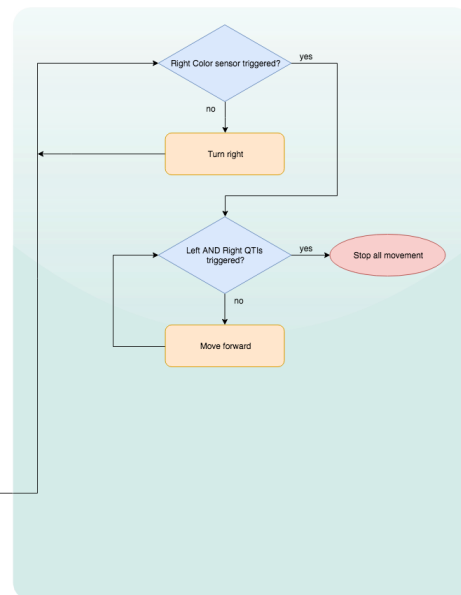 Right Color sensor triggered?
yes
no
Turn right
Left AND Right QTIs
triggered?
yes
Stop all movement
no
Move forward